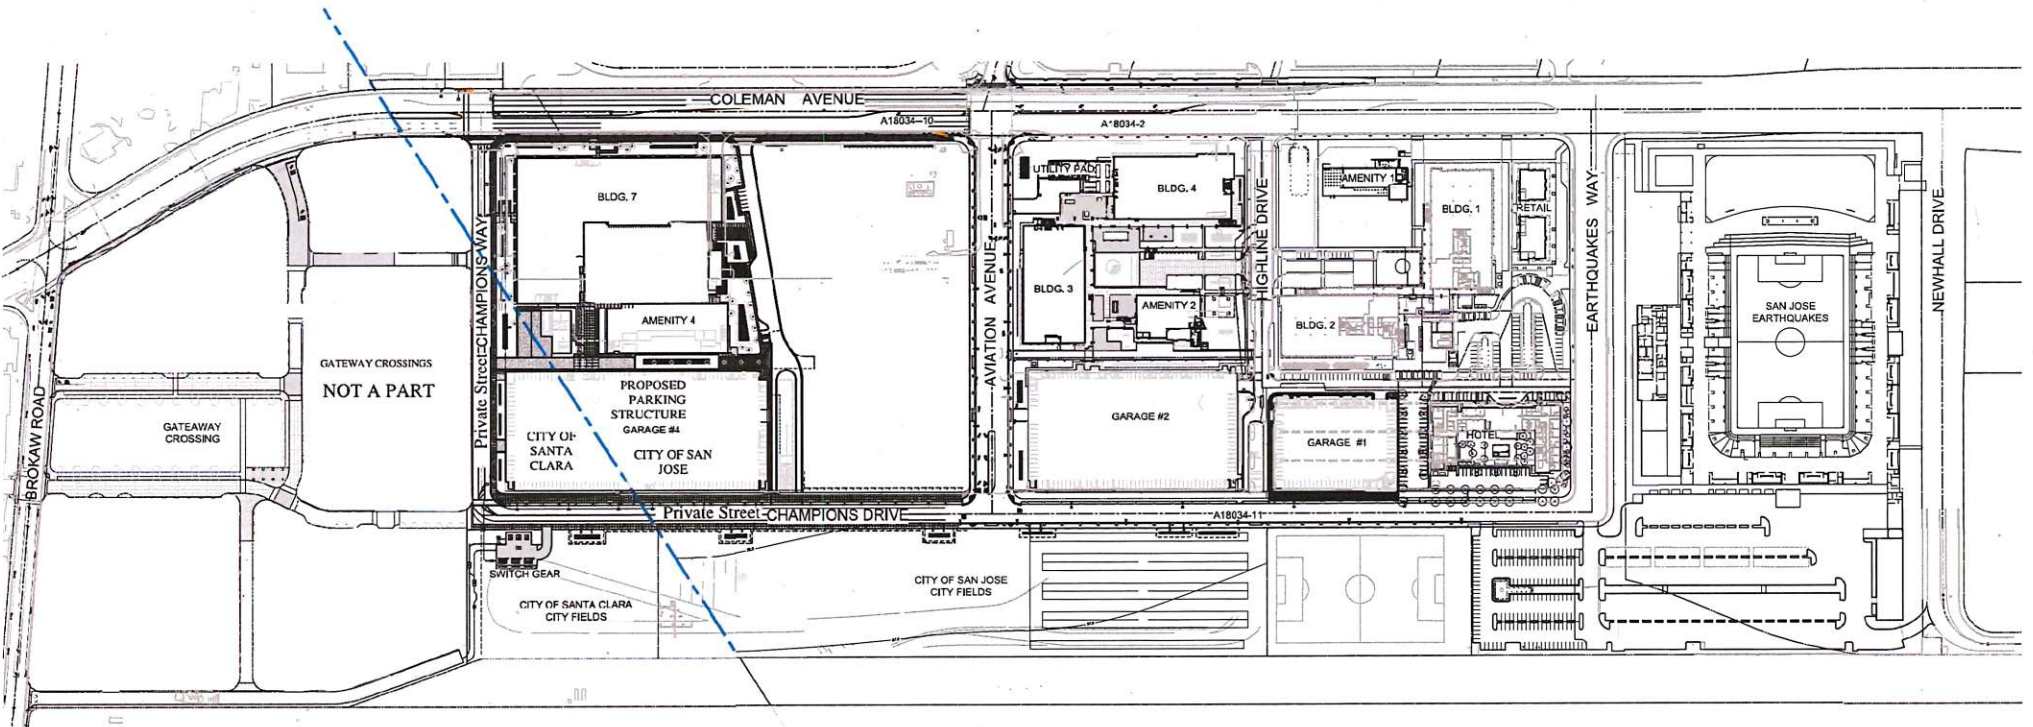 COLEMAN AVENUE
A18034-10
A18034-2
BLDG. 7
UTILITY PAD
BLDG. 4
AMENITY 1
BLDG. 1
RETAIL
Private Street-CHAMPIONS WAY
AVIATION AVENUE
HIGHLINE DRIVE
EARTHQUAKES WAY
NEWHALL DRIVE
BROKAW ROAD
BLDG. 3
AMENITY 2
AMENITY 4
BLDG. 2
SAN JOSE
EARTHQUAKES
GATEWAY CROSSINGS
NOT A PART
GATEAWAY
CROSSING
PROPOSED
PARKING
STRUCTURE
GARAGE #4
CITY OF
SANTA
CLARA
CITY OF SAN
JOSE
GARAGE #2
GARAGE #1
HOTEL
Private Street-CHAMPIONS DRIVE
A18034-11
SWITCH GEAR
CITY OF SANTA CLARA
CITY FIELDS
CITY OF SAN JOSE
CITY FIELDS